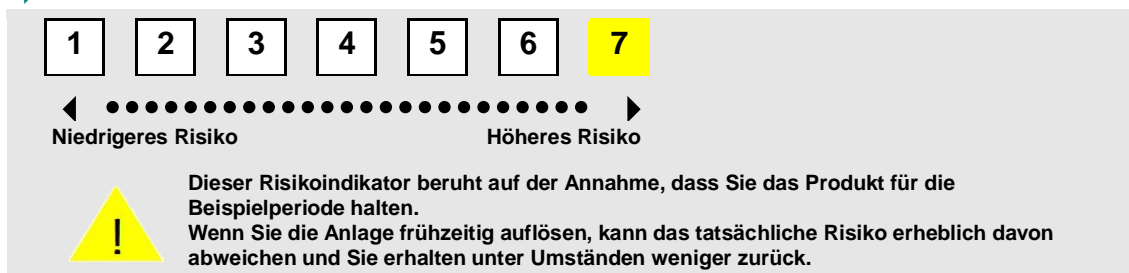 1 2 3 4 5 6 7
Niedrigeres Risiko Höheres Risiko
Dieser Risikoindikator beruht auf der Annahme, dass Sie das Produkt für die
Beispielperiode halten.
! Wenn Sie die Anlage frühzeitig auflösen, kann das tatsächliche Risiko erheblich davon
abweichen und Sie erhalten unter Umständen weniger zurück.